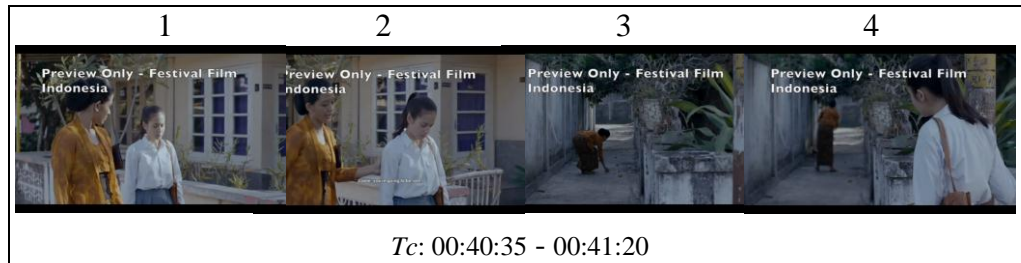 1 2 3 4
Preview Only - Festival Film
Indonesia
Preview Only - Festival Film
ndonesia
Preview Only - Festival Film
Indonesia
Preview Only - Festival Film
Indonesia
Tc: 00:40:35 - 00:41:20